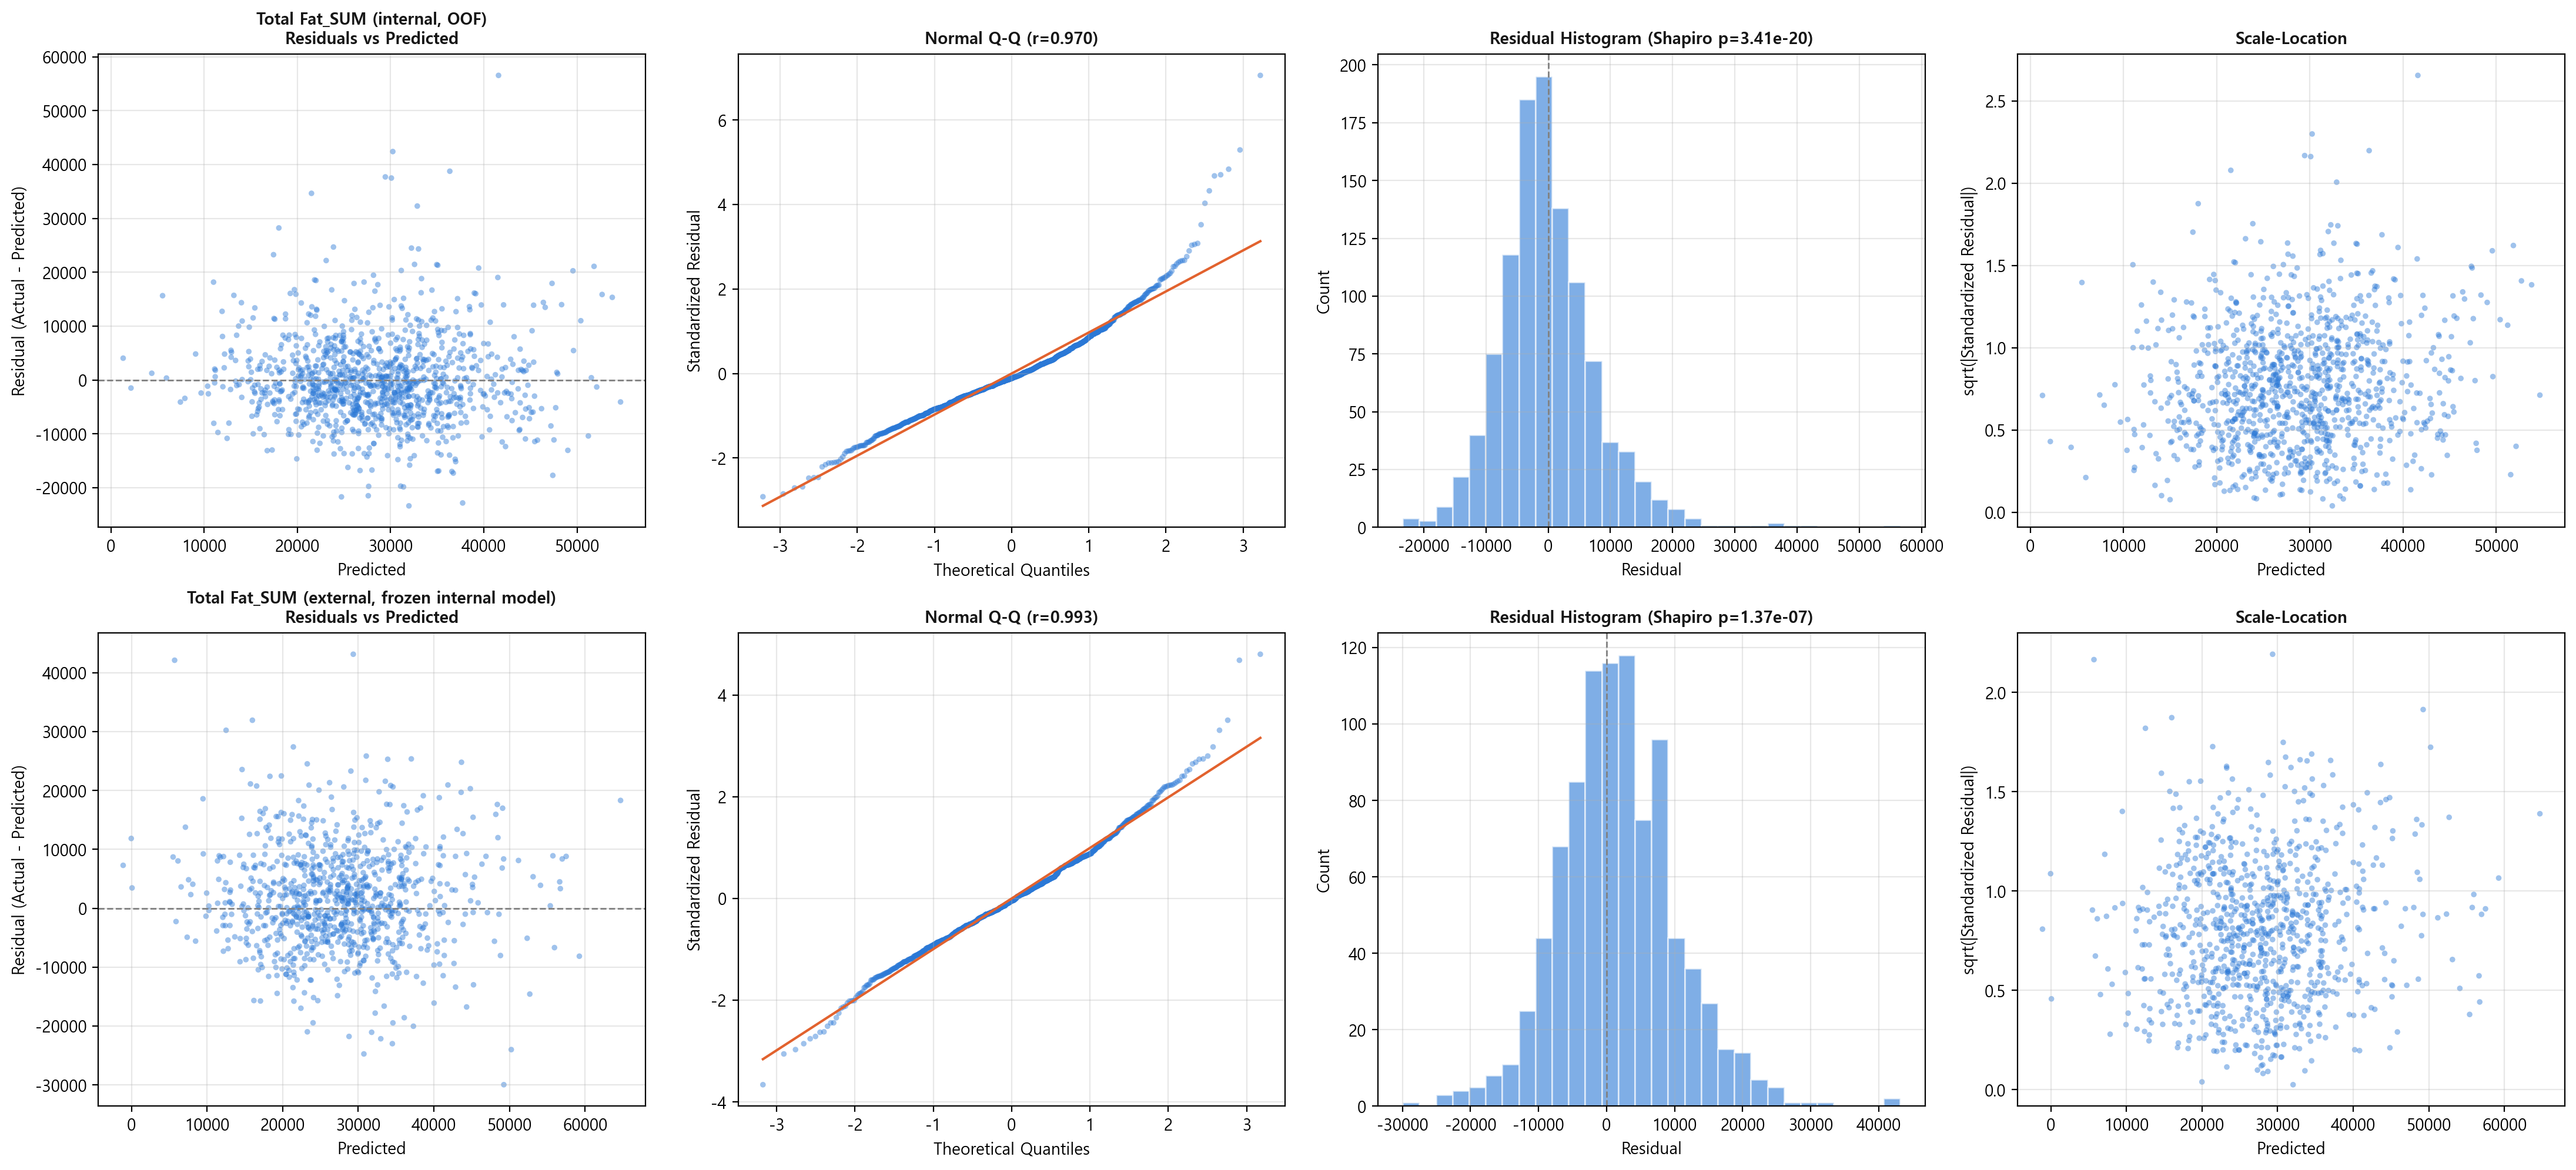 Total Fat_SUM (internal, OOF)
Residuals vs Predicted
Residual (Actual - Predicted)
60000
50000
40000
30000
20000
10000
0
-10000
-20000
0 10000 20000 30000 40000 50000
Predicted
Normal Q-Q (r=0.970)
Standardized Residual
6
4
2
0
-2
-3 -2 -1 0 1 2 3
Theoretical Quantiles
Residual Histogram (Shapiro p=3.41e-20)
Count
200
175
150
125
100
75
50
25
0
-20000 -10000 0 10000 20000 30000 40000 50000 60000
Residual
Scale-Location
sqrt(|Standardized Residual|)
2.5
2.0
1.5
1.0
0.5
0.0
0 10000 20000 30000 40000 50000
Predicted
Total Fat_SUM (external, frozen internal model)
Residuals vs Predicted
Residual (Actual - Predicted)
40000
30000
20000
10000
0
-10000
-20000
-30000
0 10000 20000 30000 40000 50000 60000
Predicted
Normal Q-Q (r=0.993)
Standardized Residual
4
2
0
-2
-4
-3 -2 -1 0 1 2 3
Theoretical Quantiles
Residual Histogram (Shapiro p=1.37e-07)
Count
120
100
80
60
40
20
0
-30000 -20000 -10000 0 10000 20000 30000 40000
Residual
Scale-Location
sqrt(|Standardized Residual|)
2.0
1.5
1.0
0.5
0.0
0 10000 20000 30000 40000 50000 60000
Predicted